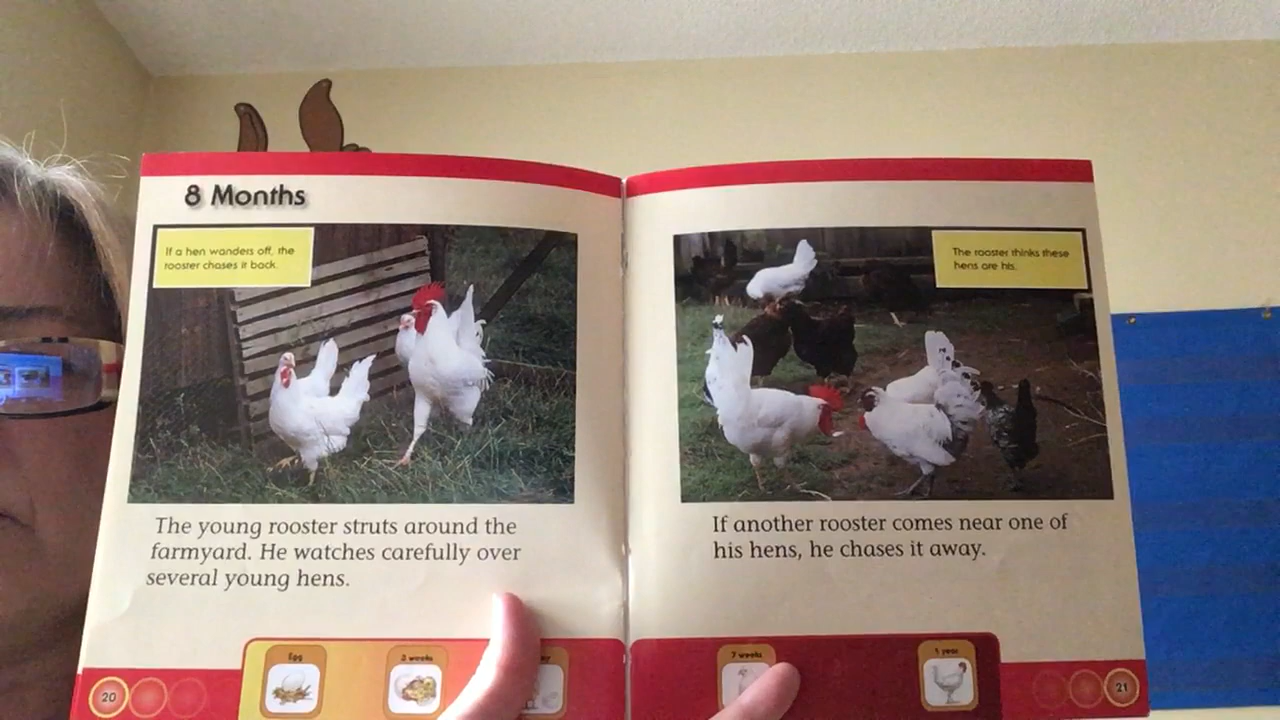 8 Months
If a hen wanders off, the
rooster chases it back.
The young rooster struts around the
farmyard. He watches carefully over
several young hens.
The rooster thinks these
hens are his.
If another rooster comes near one of
his hens, he chases it away.
Egg
3 weeks
7 weeks
1 year
20
21